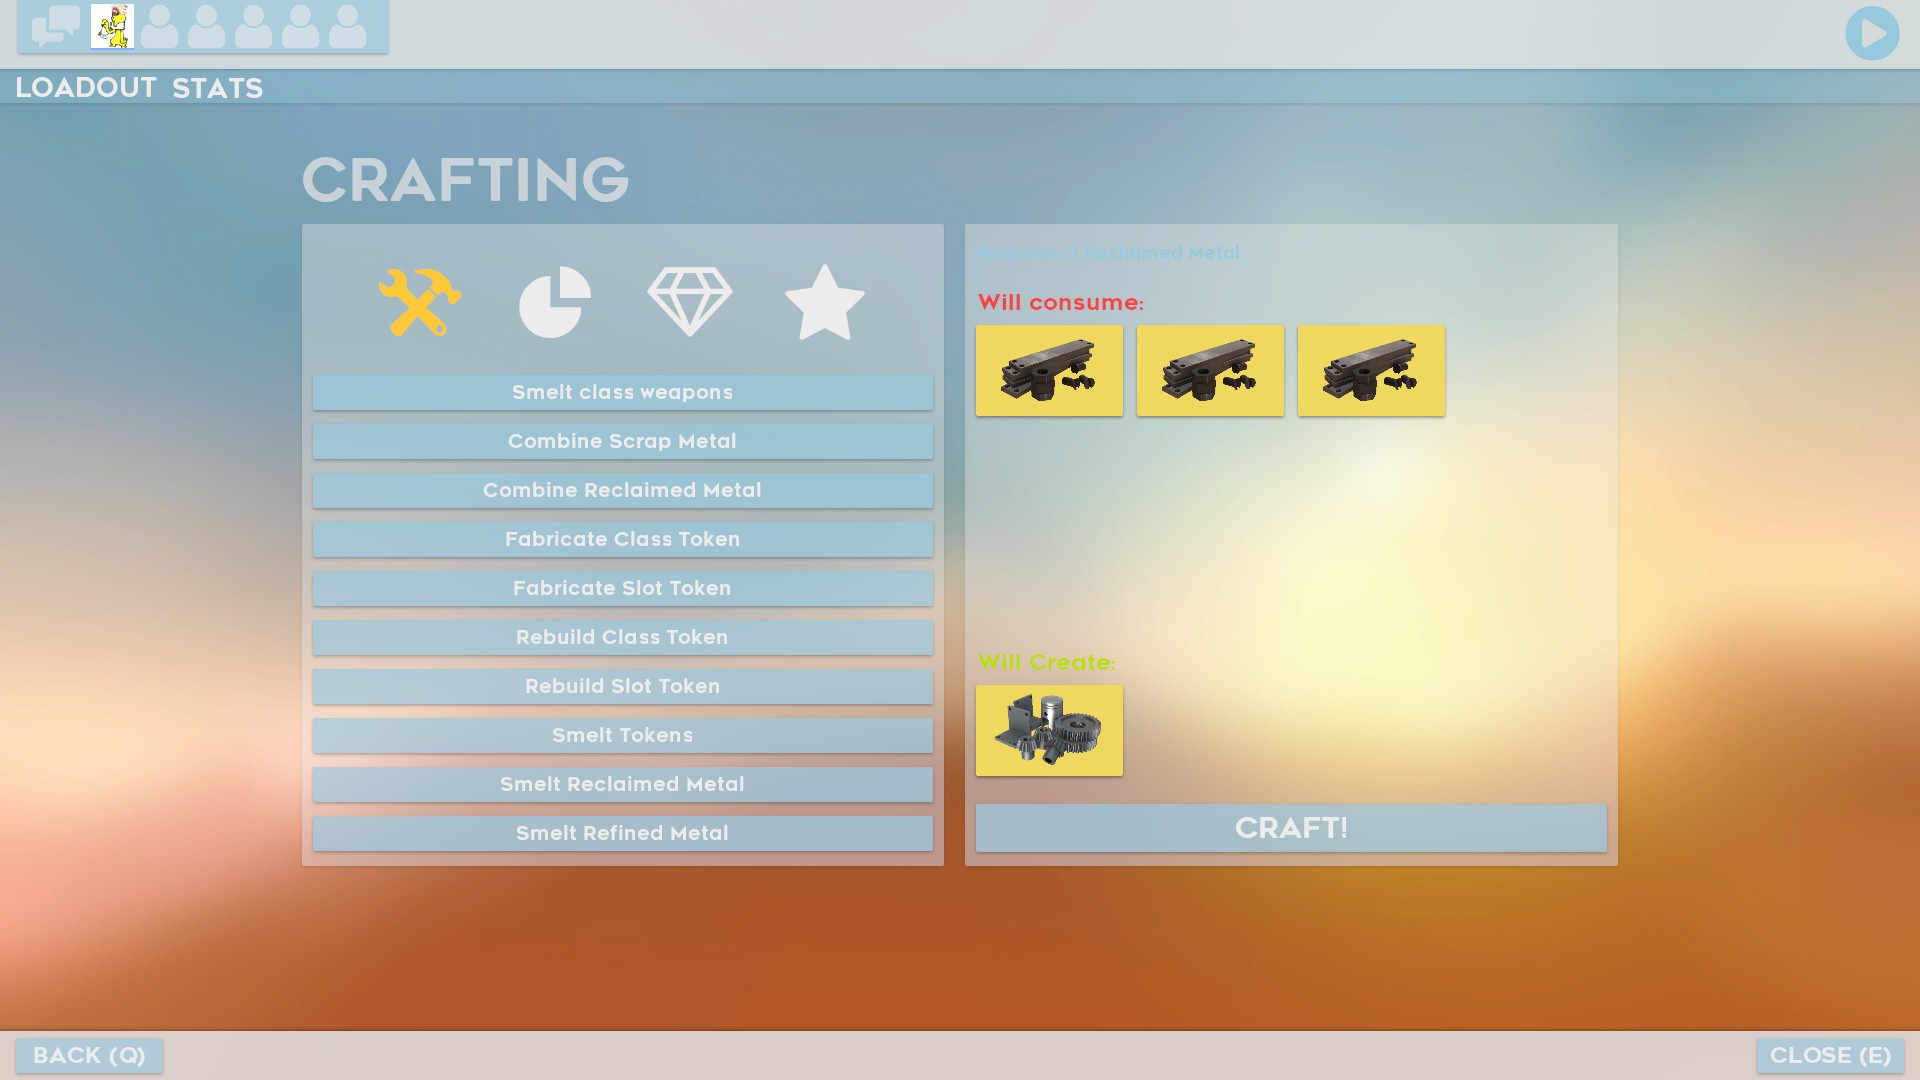 LOADOUT STATS
CRAFTING
Reclaimed Metal
Will consume:
Smelt class weapons
Combine Scrap Metal
Combine Reclaimed Metal
Fabricate Class Token
Fabricate Slot Token
Rebuild Class Token
Rebuild Slot Token
Smelt Tokens
Smelt Reclaimed Metal
Smelt Refined Metal
Will Create:
CRAFT!
BACK (Q)
CLOSE (E)